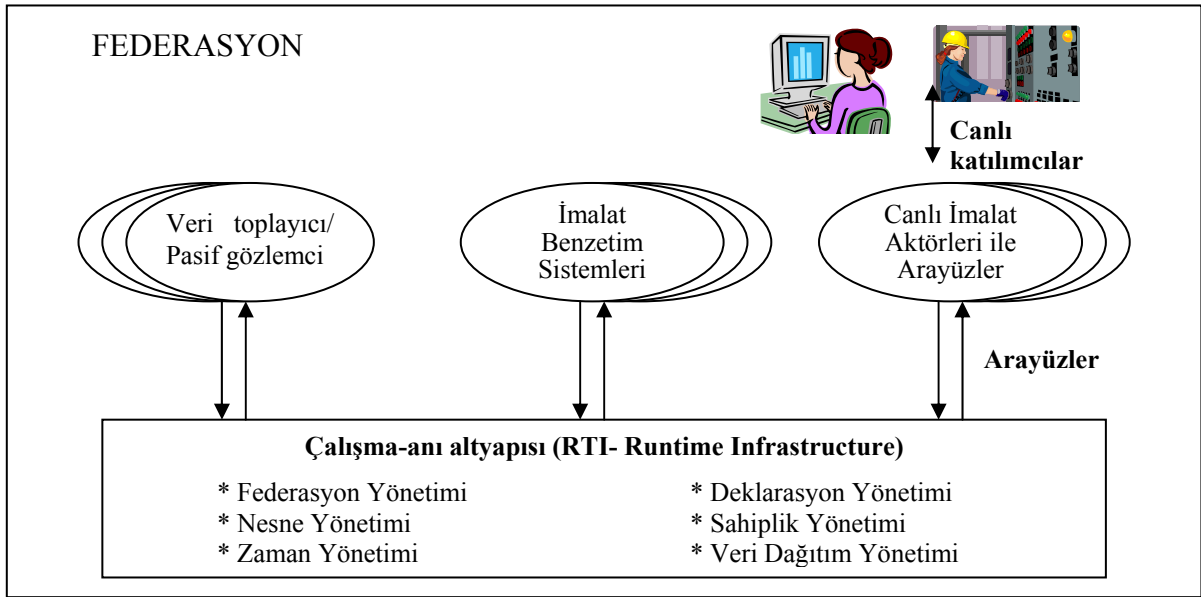 FEDERASYON
Canlı
katılımcılar
Veri toplayıcı/
Pasif gözlemci
İmalat
Benzetim
Sistemleri
Canlı İmalat
Aktörleri ile
Arayüzler
Arayüzler
Çalışma-anı altyapısı (RTI- Runtime Infrastructure)
* Federasyon Yönetimi
* Nesne Yönetimi
* Zaman Yönetimi
* Deklarasyon Yönetimi
* Sahiplik Yönetimi
* Veri Dağıtım Yönetimi